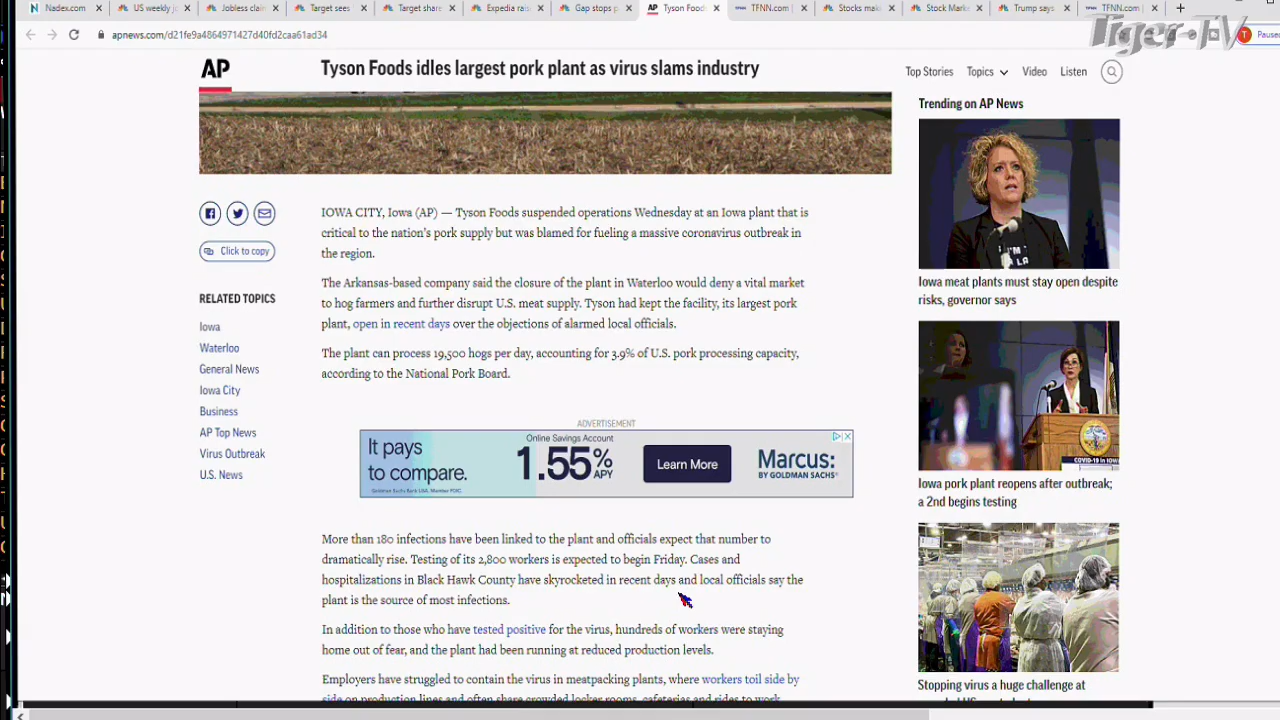 Nadex.com
US weekly jo
Jobless clai
Target sees
Target share
Expedia rais
Gap stops p
Tyson Food
TFNN.com |
Stocks mak
Stock Mark
Trump says
TFNN.com |
Tiger-TV
apnews.com/d21fe9a4864971427d40fd2caa61ad34
T Pause
AP
Tyson Foods idles largest pork plant as virus slams industry
Top Stories Topics Video Listen
Trending on AP News
IOWA CITY, Iowa (AP) — Tyson Foods suspended operations Wednesday at an Iowa plant that is
critical to the nation's pork supply but was blamed for fueling a massive coronavirus outbreak in
the region.
Click to copy
The Arkansas-based company said the closure of the plant in Waterloo would deny a vital market
to hog farmers and further disrupt U.S. meat supply. Tyson had kept the facility, its largest pork
plant, open in recent days over the objections of alarmed local officials.
The plant can process 19,500 hogs per day, accounting for 3.9% of U.S. pork processing capacity,
according to the National Pork Board.
RELATED TOPICS
Iowa
Waterloo
General News
Iowa City
Business
AP Top News
Virus Outbreak
U.S. News
ADVERTISEMENT
It pays
to compare.
Goldman Sachs Bank USA, Member FDIC.
Online Savings Account
1.55% APY
Learn More
Marcus:
BY GOLDMAN SACHS
More than 180 infections have been linked to the plant and officials expect that number to
dramatically rise. Testing of its 2,800 workers is expected to begin Friday. Cases and
hospitalizations in Black Hawk County have skyrocketed in recent days and local officials say the
plant is the source of most infections.
In addition to those who have tested positive for the virus, hundreds of workers were staying
home out of fear, and the plant had been running at reduced production levels.
Employers have struggled to contain the virus in meatpacking plants, where workers toil side by
side on production lines and often share crowded locker rooms, cafeterias and rides to work.
Iowa meat plants must stay open despite
risks, governor says
COVID-19 IN IOW
Iowa pork plant reopens after outbreak;
a 2nd begins testing
Stopping virus a huge challenge at